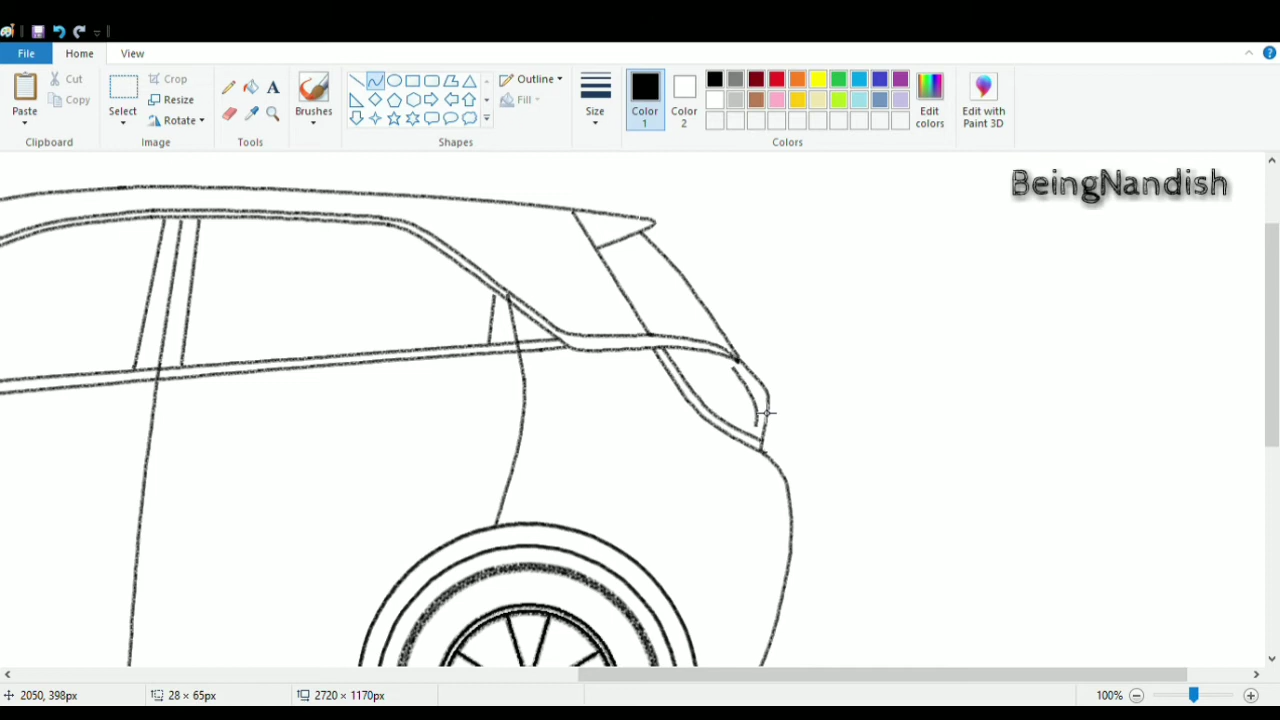 File Home View
Cut
Copy
Paste
Clipboard
Crop
Resize
Rotate
Select
Image
A
Tools
Brushes
Outline
Fill
Shapes
Size
Color 1
Color 2
Edit colors
Colors
Edit with Paint 3D
BeingNandish
2050, 398px 28 × 65px 2720 × 1170px 100%